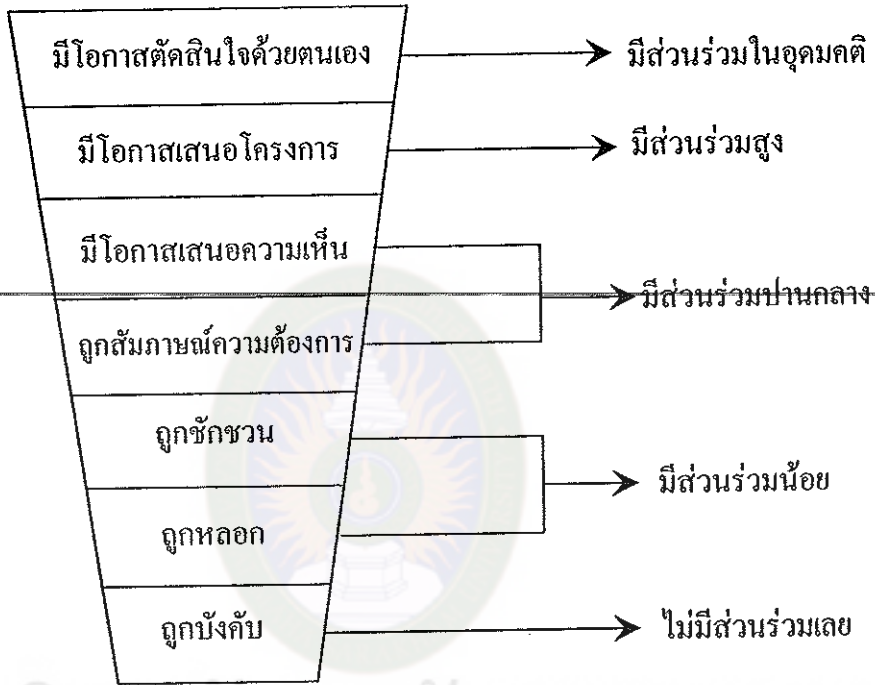 มีโอกาสตัดสินใจด้วยตนเอง
มีส่วนร่วมในอุดมคติ
มีโอกาสเสนอโครงการ
มีส่วนร่วมสูง
มีโอกาสเสนอความเห็น
มีส่วนร่วมปานกลาง
ถูกสัมภาษณ์ความต้องการ
ถูกชักชวน
มีส่วนร่วมน้อย
ถูกหลอก
ถูกบังคับ
ไม่มีส่วนร่วมเลย